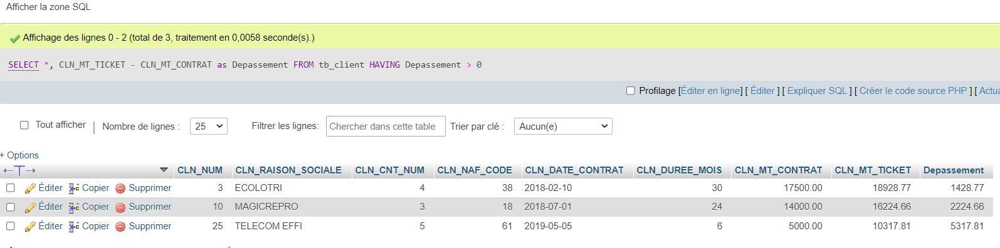 Afficher la zone SQL
Affichage des lignes 0 - 2 (total de 3, traitement en 0,0058 seconde(s).)
SELECT *, CLN_MT_TICKET - CLN_MT_CONTRAT as Depassement FROM tb_client HAVING Depassement > 0
Profilage [Éditer en ligne] [ Éditer ] [ Expliquer SQL ] [ Créer le code source PHP ] [ Actua
Tout afficher | Nombre de lignes : 25 Filtrer les lignes: Chercher dans cette table Trier par clé : Aucun(e)
+ Options
←T→ CLN_NUM CLN_RAISON_SOCIALE CLN_CNT_NUM CLN_NAF_CODE CLN_DATE_CONTRAT CLN_DUREE_MOIS CLN_MT_CONTRAT CLN_MT_TICKET Depassement
Éditer Copier Supprimer 3 ECOLOTRI 4 38 2018-02-10 30 17500.00 18928.77 1428.77
Éditer Copier Supprimer 10 MAGICREPRO 3 18 2018-07-01 24 14000.00 16224.66 2224.66
Éditer Copier Supprimer 25 TELECOM EFFI 5 61 2019-05-05 6 5000.00 10317.81 5317.81